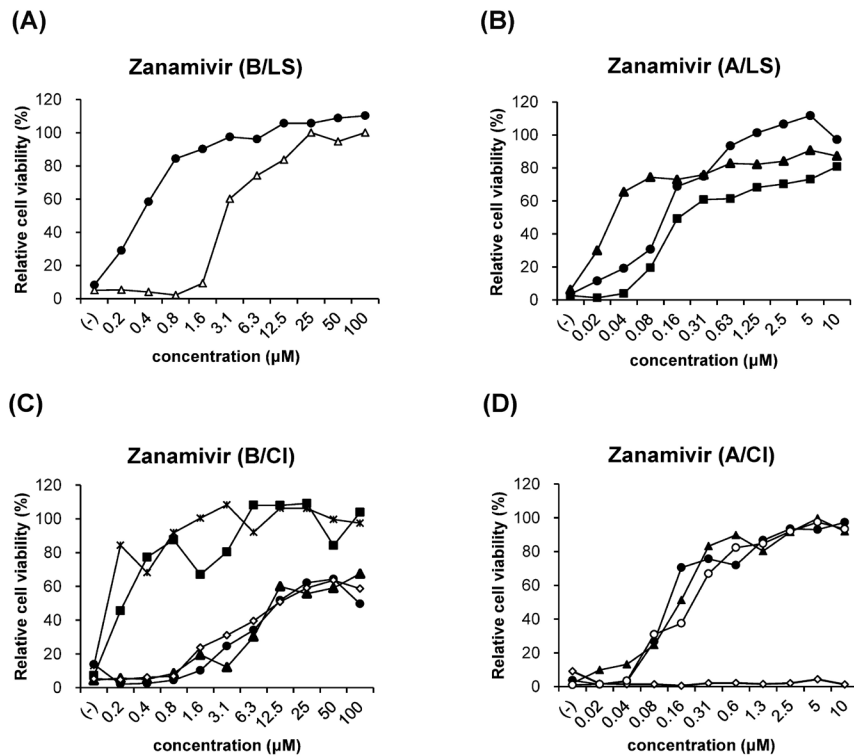 (A)
Zanamivir (B/LS)
Relative cell viability (%)
120
100
80
60
40
20
0
(-) 0.2 0.4 0.8 1.6 3.1 6.3 12.5 25 50 100
concentration (µM)
(B)
Zanamivir (A/LS)
Relative cell viability (%)
120
100
80
60
40
20
0
(-) 0.02 0.04 0.08 0.16 0.31 0.63 1.25 2.5 5 10
concentration (µM)
(C)
Zanamivir (B/CI)
Relative cell viability (%)
120
100
80
60
40
20
0
(-) 0.2 0.4 0.8 1.6 3.1 6.3 12.5 25 50 100
concentration (µM)
(D)
Zanamivir (A/CI)
Relative cell viability (%)
120
100
80
60
40
20
0
(-) 0.02 0.04 0.08 0.16 0.31 0.6 1.3 2.5 5 10
concentration (µM)